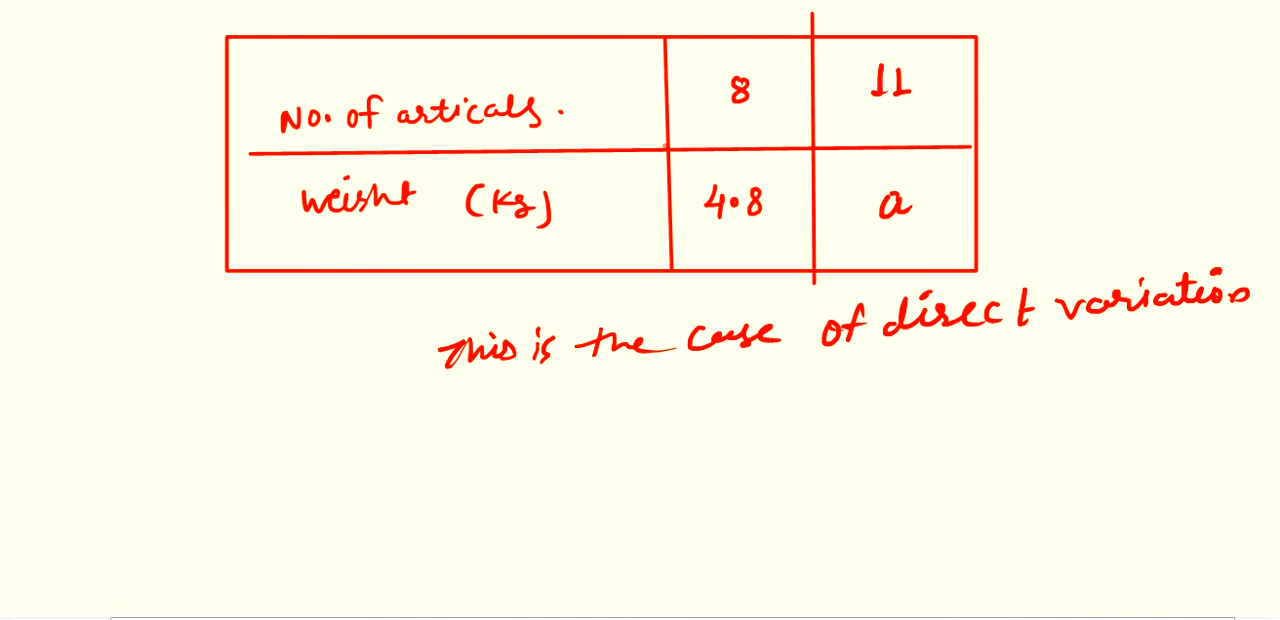 No. of articals. 8 11
weight (Kg) 4.8 a
This is the case of direct variation